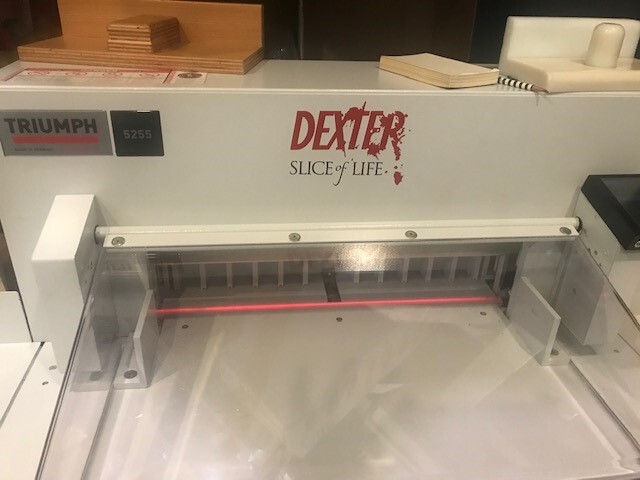 TRIUMPH
5255
DEXTER
SLICE of LIFE